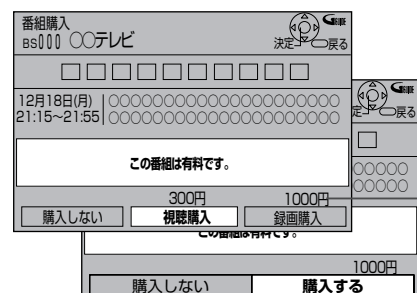 番組購入
BS000 ○○テレビ
決定 戻る
□□□□□□□□□
12月18日(月) ○○○○○○○○○○○○○○○○○○○○
21:15~21:55 ○○○○○○○○○○○○○○○○○○○○
この番組は有料です。
300円 1000円
購入しない 視聴購入 録画購入
定 戻る
□
○○○○○
○○○○○
この番組は有料です。
1000円
購入しない 購入する